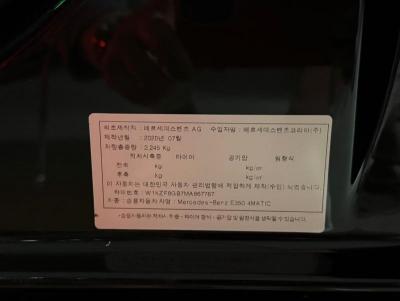 최초제작자 : 메르세데스벤츠 AG 수입자명 : 메르세데스벤츠코리아(주)
제작년월 : 2020년 07월
차량총중량 : 2,245 Kg
적차시축중 타이어 공기압 림형식
전축 kg kg/㎠
후축 kg kg/㎠
이 자동차는 대한민국 자동차 관리법령에 적합하게 제작(수입) 되었습니다.
차대번호 :
차종 : 승용자동차 차명 : Mercedes-Benz E350 4MATIC